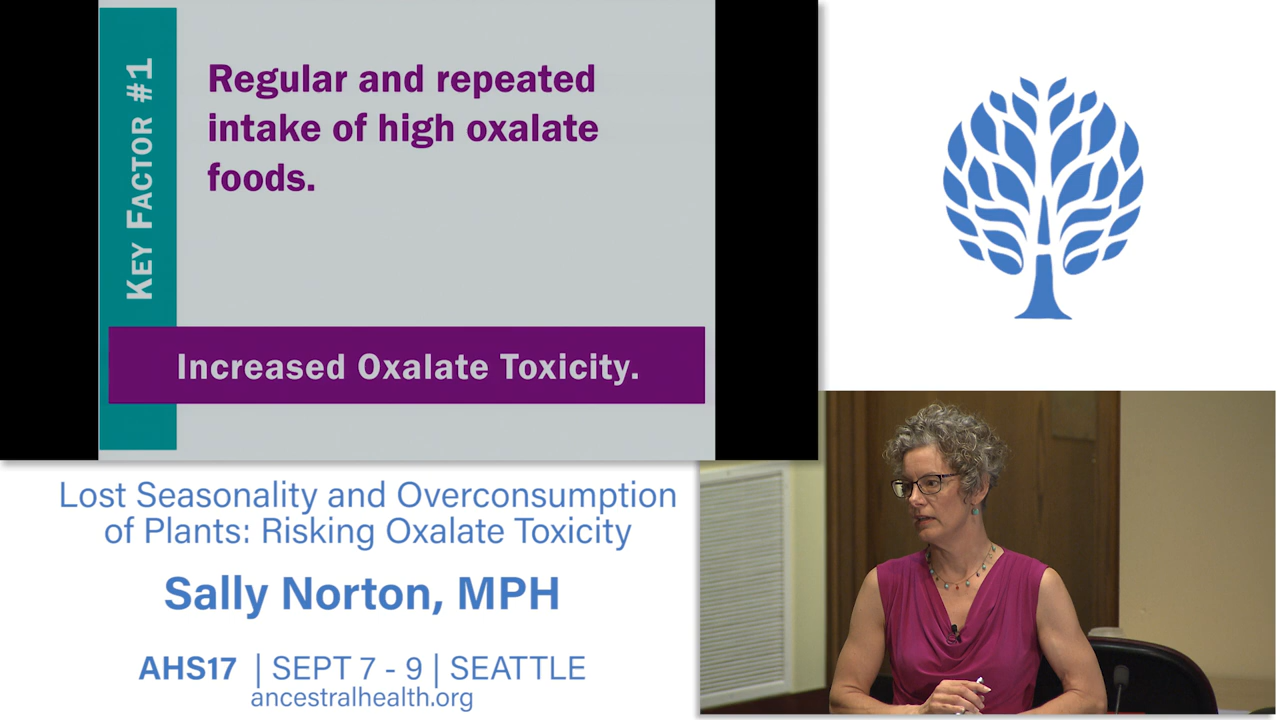 KEY FACTOR #1
Regular and repeated
intake of high oxalate
foods.
Increased Oxalate Toxicity.
Lost Seasonality and Overconsumption
of Plants: Risking Oxalate Toxicity
Sally Norton, MPH
AHS17 | SEPT 7 - 9 | SEATTLE
ancestralhealth.org